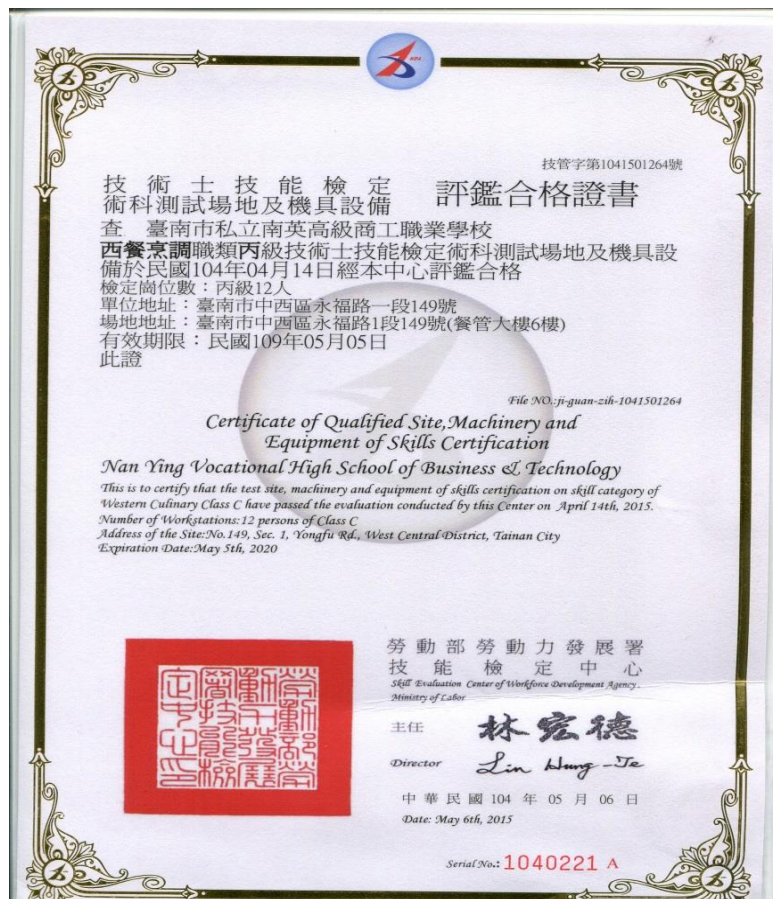 技管字第1041501264號
技術士技能檢定
術科測試場地及機具設備
評鑑合格證書
查 臺南市私立南英高級商工職業學校
西餐烹調職類丙級技術士技能檢定術科測試場地及機具設
備於民國104年04月14日經本中心評鑑合格
檢定崗位數：丙級12人
單位地址：臺南市中西區永福路一段149號
場地地址：臺南市中西區永福路1段149號(餐管大樓6樓)
有效期限：民國109年05月05日
此證
File NO.:ji-guan-zih-1041501264
Certificate of Qualified Site,Machinery and
Equipment of Skills Certification
Nan Ying Vocational High School of Business & Technology
This is to certify that the test site, machinery and equipment of skills certification on skill category of
Western Culinary Class C have passed the evaluation conducted by this Center on April 14th, 2015.
Number of Workstations:12 persons of Class C
Address of the Site:No.149, Sec. 1, Yongfu Rd., West Central District, Tainan City
Expiration Date:May 5th, 2020
勞動部勞動力發展署
技能檢定中心
Skill Evaluation Center of Workforce Development Agency.
Ministry of Labor
主任 林宏德
Director Lin Hung-Te
中華民國 104 年 05 月 06 日
Date: May 6th, 2015
Serial No.: 1040221 A